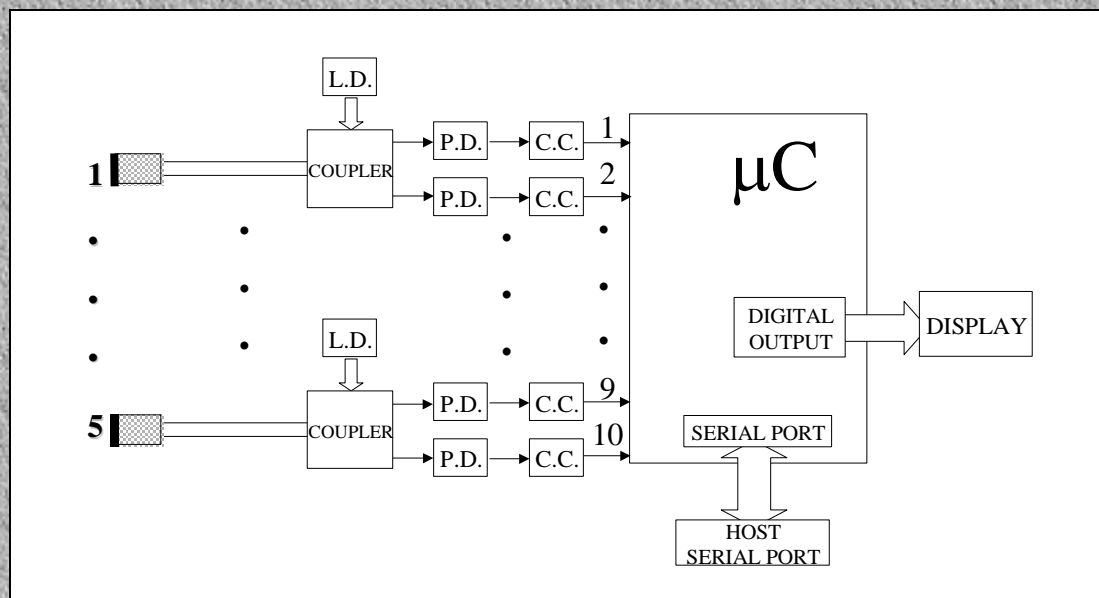 L.D.
1
COUPLER
P.D.
C.C.
1
P.D.
C.C.
2
μC
L.D.
5
COUPLER
P.D.
C.C.
9
P.D.
C.C.
10
DIGITAL
OUTPUT
DISPLAY
SERIAL PORT
HOST
SERIAL PORT